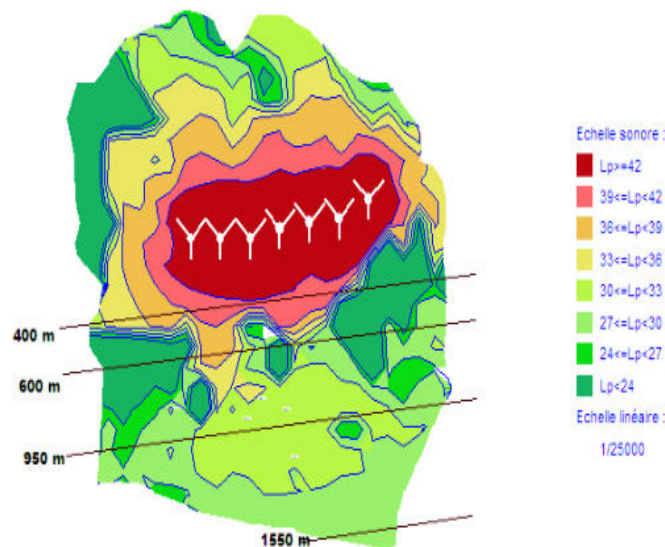 Echelle sonore :
Lp>=42
39<=Lp<42
36<=Lp<39
33<=Lp<36
30<=Lp<33
27<=Lp<30
24<=Lp<27
Lp<24
Echelle linéaire :
1/25000
400 m
600 m
950 m
1550 m